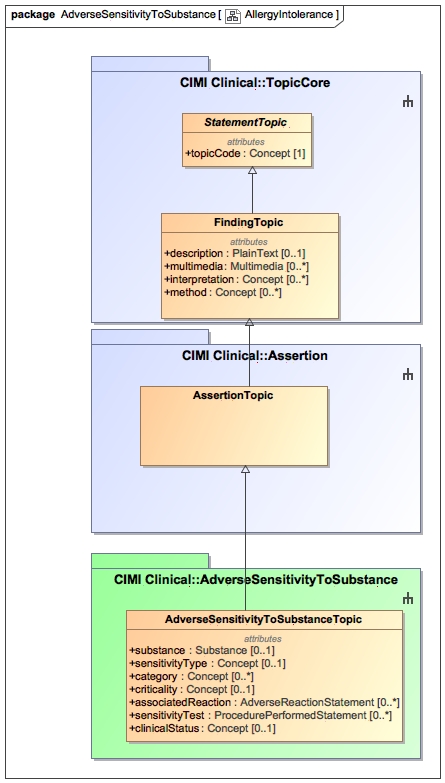 package AdverseSensitivityToSubstance [ AllergyIntolerance ]
CIMI Clinical::TopicCore
StatementTopic
attributes
+topicCode : Concept [1]
FindingTopic
attributes
+description : PlainText [0..1]
+multimedia : Multimedia [0..*]
+interpretation : Concept [0..*]
+method : Concept [0..*]
CIMI Clinical::Assertion
AssertionTopic
CIMI Clinical::AdverseSensitivityToSubstance
AdverseSensitivityToSubstanceTopic
attributes
+substance : Substance [0..1]
+sensitivityType : Concept [0..1]
+category : Concept [0..*]
+criticality : Concept [0..1]
+associatedReaction : AdverseReactionStatement [0..*]
+sensitivityTest : ProcedurePerformedStatement [0..*]
+clinicalStatus : Concept [0..1]